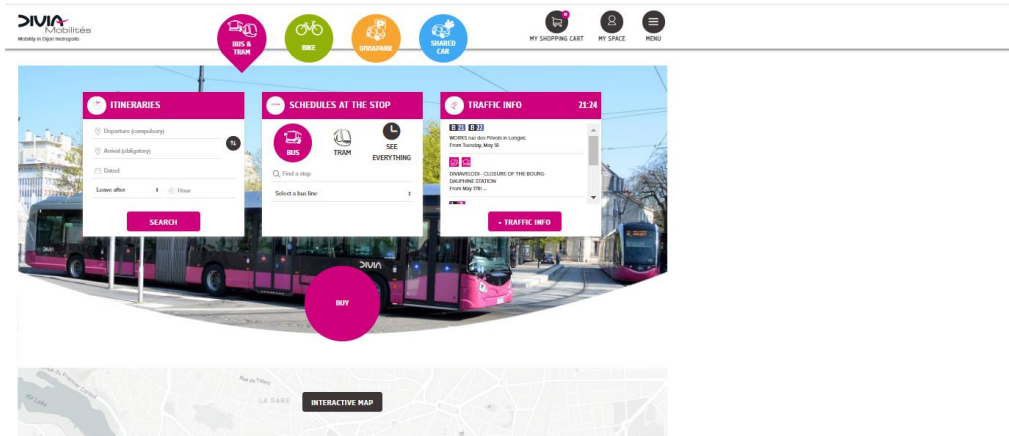 DIVIA
Mobilités
Mobility in Dijon metropolis
BUS &
TRAM
BIKE
DIVIAPARK
SHARED
CAR
MY SHOPPING CART
MY SPACE
MENU
ITINERARIES
Departure (compulsory)
Arrival (obligatory)
Dated
Leave after
Hour
SEARCH
SCHEDULES AT THE STOP
BUS
TRAM
SEE
EVERYTHING
Find a stop
Select a bus line
TRAFFIC INFO 21:24
B 21 B 22
WORKS rue des Prévots in Longvic
From Tuesday, May 18
DIVIAVELODI - CLOSURE OF THE BOURG-
DAUPHINE STATION
From May 17th ...
+ TRAFFIC INFO
DIVIA
BUY
LA GARE
INTERACTIVE MAP